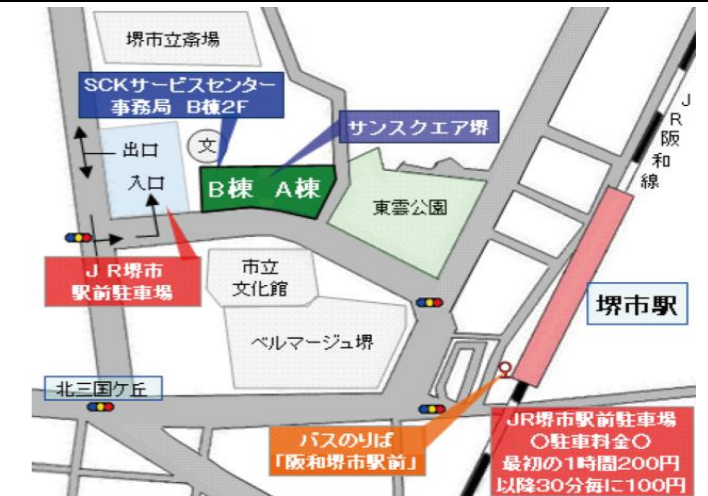 堺市立斎場
SCKサービスセンター
事務局 B棟2F
サンスクエア堺
JR阪和線
出口
文
入口
B棟 A棟
東雲公園
JR堺市
駅前駐車場
市立
文化館
堺市駅
ベルマージュ堺
北三国ケ丘
バスのりば
「阪和堺市駅前」
JR堺市駅前駐車場
○駐車料金○
最初の1時間200円
以降30分毎に100円